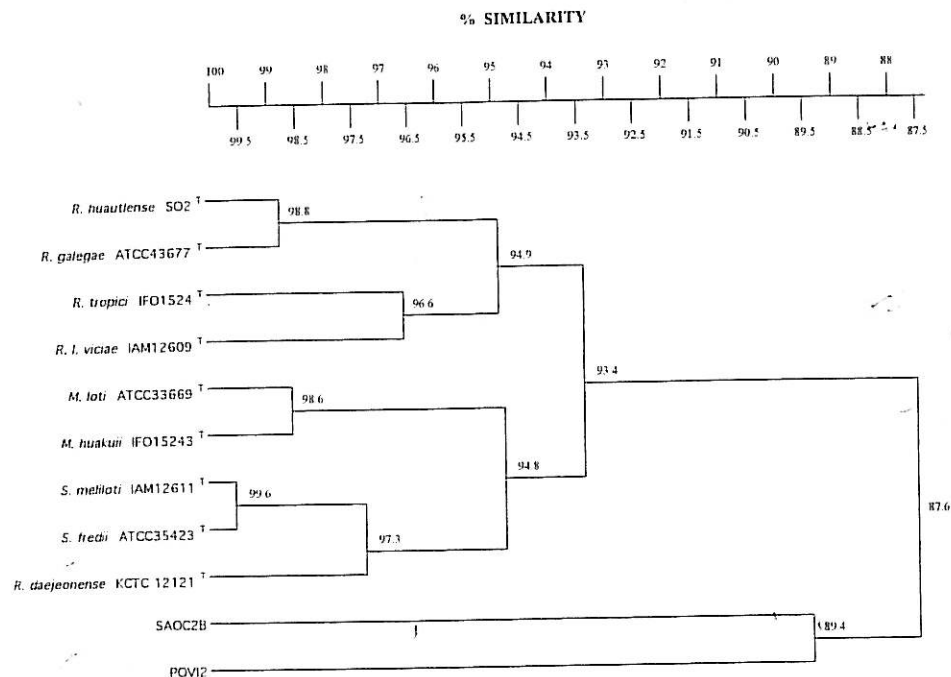 % SIMILARITY
100 99 98 97 96 95 94 93 92 91 90 89 88
99.5 98.5 97.5 96.5 95.5 94.5 93.5 92.5 91.5 90.5 89.5 88.5 87.5
R. huautlense SO2 T
98.8
R. galegae ATCC43677 T
94.9
R. tropici IFO1524 T
96.6
R. l. viciae IAM12609 T
93.4
M. loti ATCC33669 T
98.6
M. huakuii IFO15243 T
94.8
S. meliloti IAM12611 T
99.6
87.6
S. fredii ATCC35423 T
97.3
R. daejeonense KCTC 12121 T
SAOC2B
89.4
POVI2